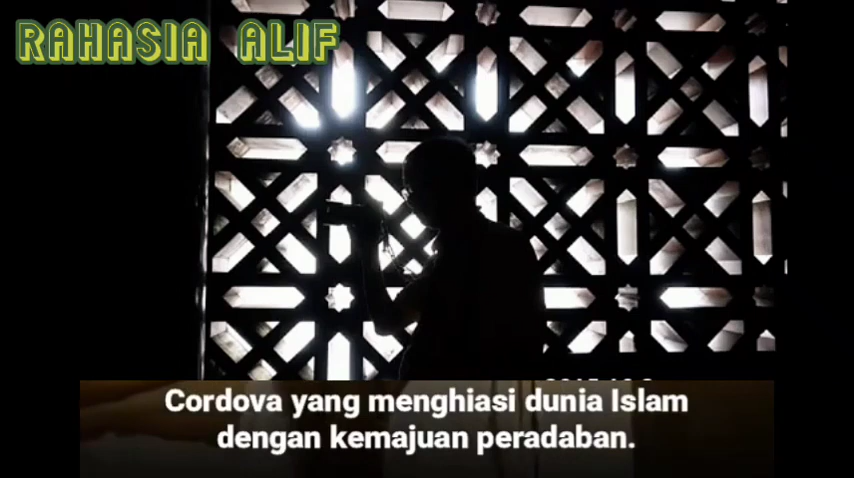 RAHASIA ALIF
Cordova yang menghiasi dunia Islam
dengan kemajuan peradaban.